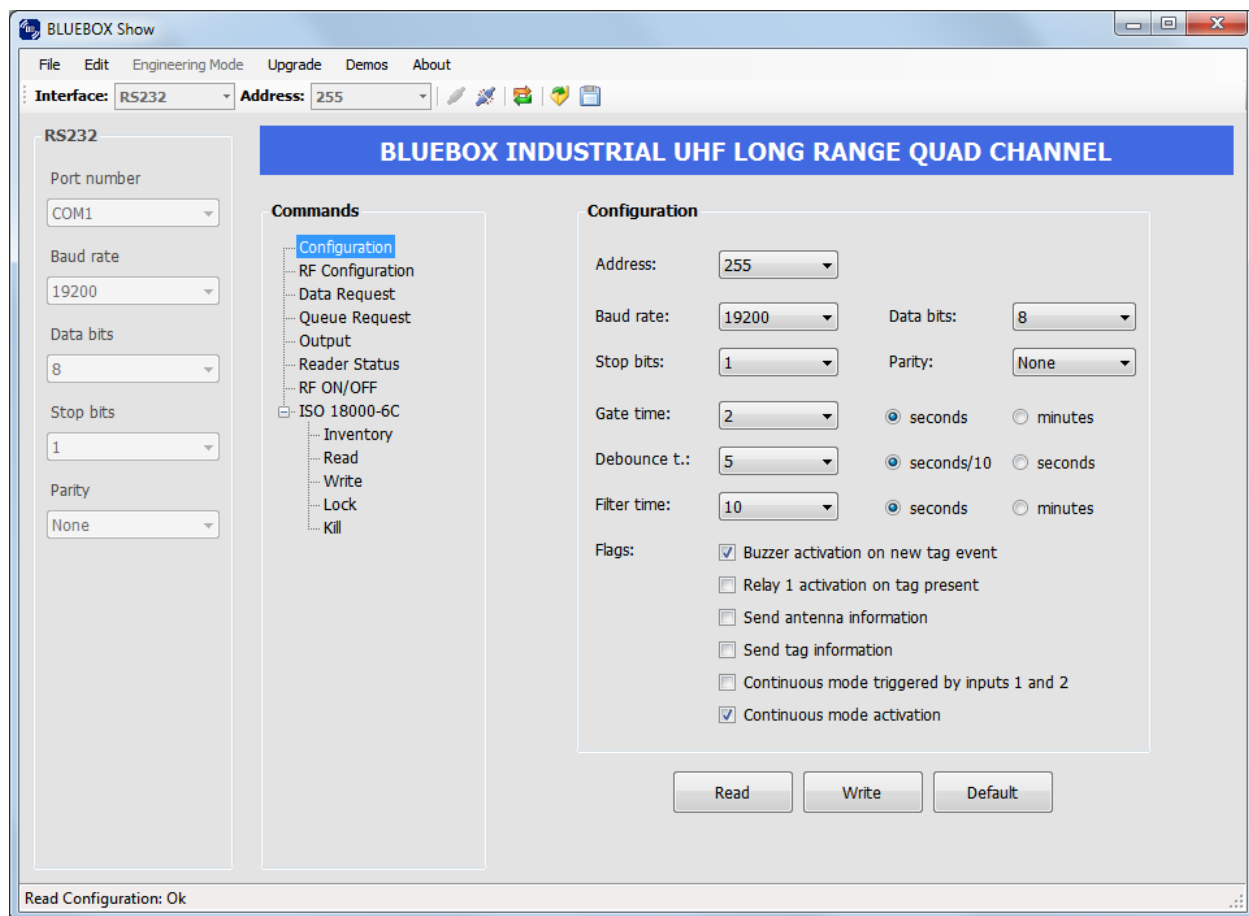 BLUEBOX Show
File Edit Engineering Mode Upgrade Demos About
Interface: RS232 Address: 255
RS232
Port number
COM1
Baud rate
19200
Data bits
8
Stop bits
1
Parity
None
BLUEBOX INDUSTRIAL UHF LONG RANGE QUAD CHANNEL
Commands
Configuration
RF Configuration
Data Request
Queue Request
Output
Reader Status
RF ON/OFF
ISO 18000-6C
Inventory
Read
Write
Lock
Kill
Configuration
Address: 255
Baud rate: 19200 Data bits: 8
Stop bits: 1 Parity: None
Gate time: 2 seconds minutes
Debounce t.: 5 seconds/10 seconds
Filter time: 10 seconds minutes
Flags: Buzzer activation on new tag event
Relay 1 activation on tag present
Send antenna information
Send tag information
Continuous mode triggered by inputs 1 and 2
Continuous mode activation
Read Write Default
Read Configuration: Ok